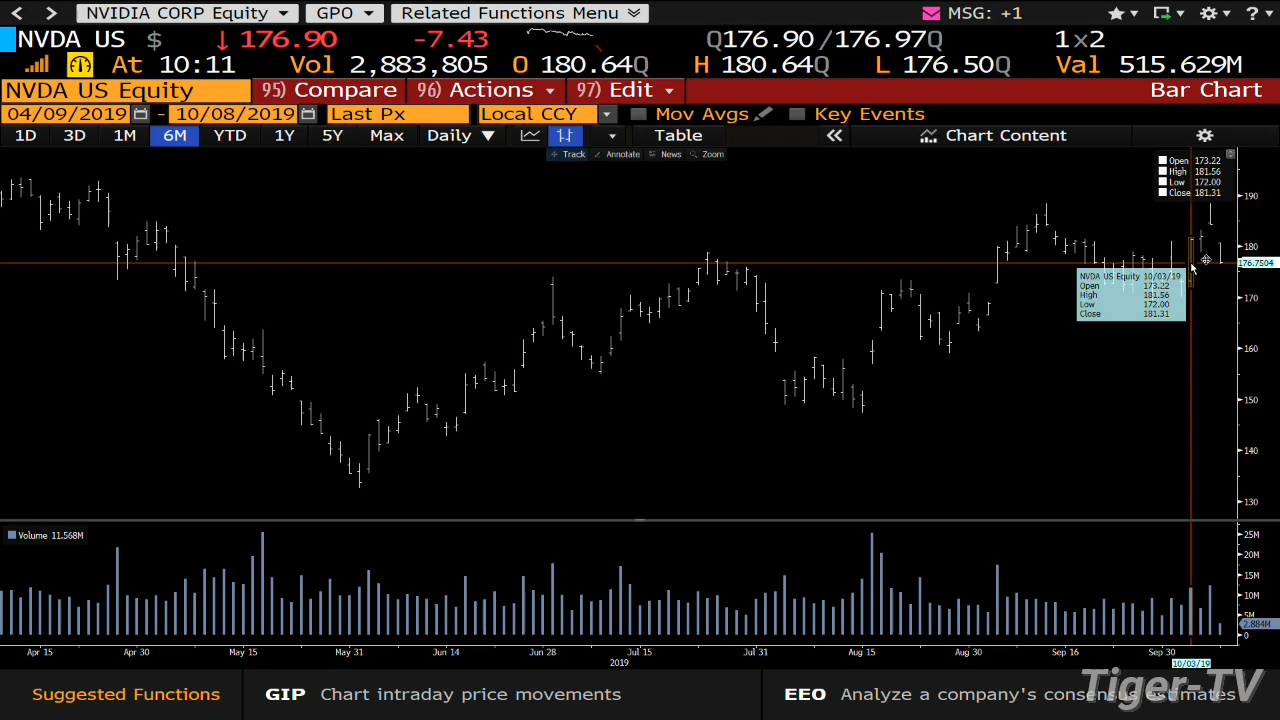 NVIDIA CORP Equity GPO Related Functions Menu MSG: +1 ?
NVDA US $ ↓ 176.90 -7.43 Q176.90 /176.97Q 1×2
At 10:11 Vol 2,883,805 O 180.64Q H 180.64Q L 176.50Q Val 515.629M
NVDA US Equity 95) Compare 96) Actions 97) Edit Bar Chart
04/09/2019 - 10/08/2019 Last Px Local CCY Mov Avgs Key Events
1D 3D 1M 6M YTD 1Y 5Y Max Daily ▼ Table « Chart Content
Track Annotate News Zoom
Open 173.22
High 181.56
Low 172.00
Close 181.31
190
180
176.7504
NVDA US Equity 10/03/19
Open 173.22
High 181.56
Low 172.00
Close 181.31
170
160
150
140
130
Volume 11.568M
25M
20M
15M
10M
5M
2.884M
0
Apr 15 Apr 30 May 15 May 31 Jun 14 Jun 28 Jul 15 Jul 31 Aug 15 Aug 30 Sep 16 Sep 30
2019 10/03/19
Suggested Functions GIP Chart intraday price movements EEO Analyze a company's consensus estimates
Tiger-TV